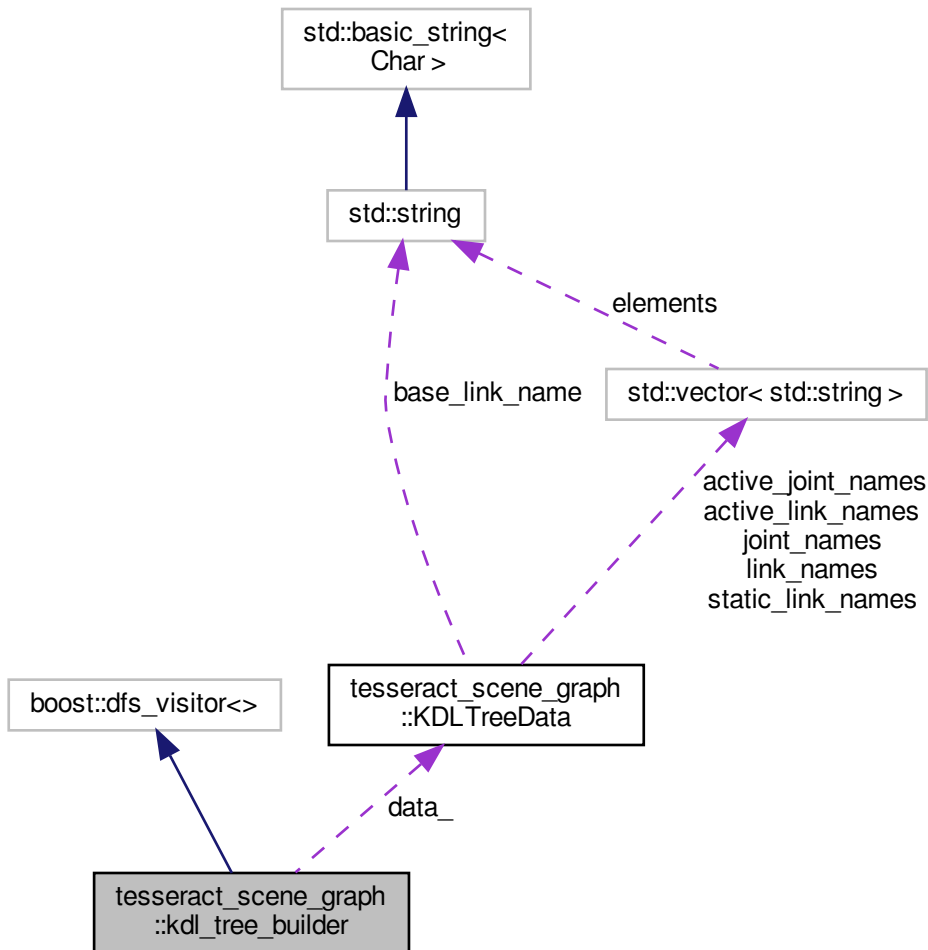 std::basic_string<
Char >
std::string
elements
std::vector< std::string >
base_link_name
active_joint_names
active_link_names
joint_names
link_names
static_link_names
tesseract_scene_graph
::KDLTreeData
boost::dfs_visitor<>
data_
tesseract_scene_graph
::kdl_tree_builder